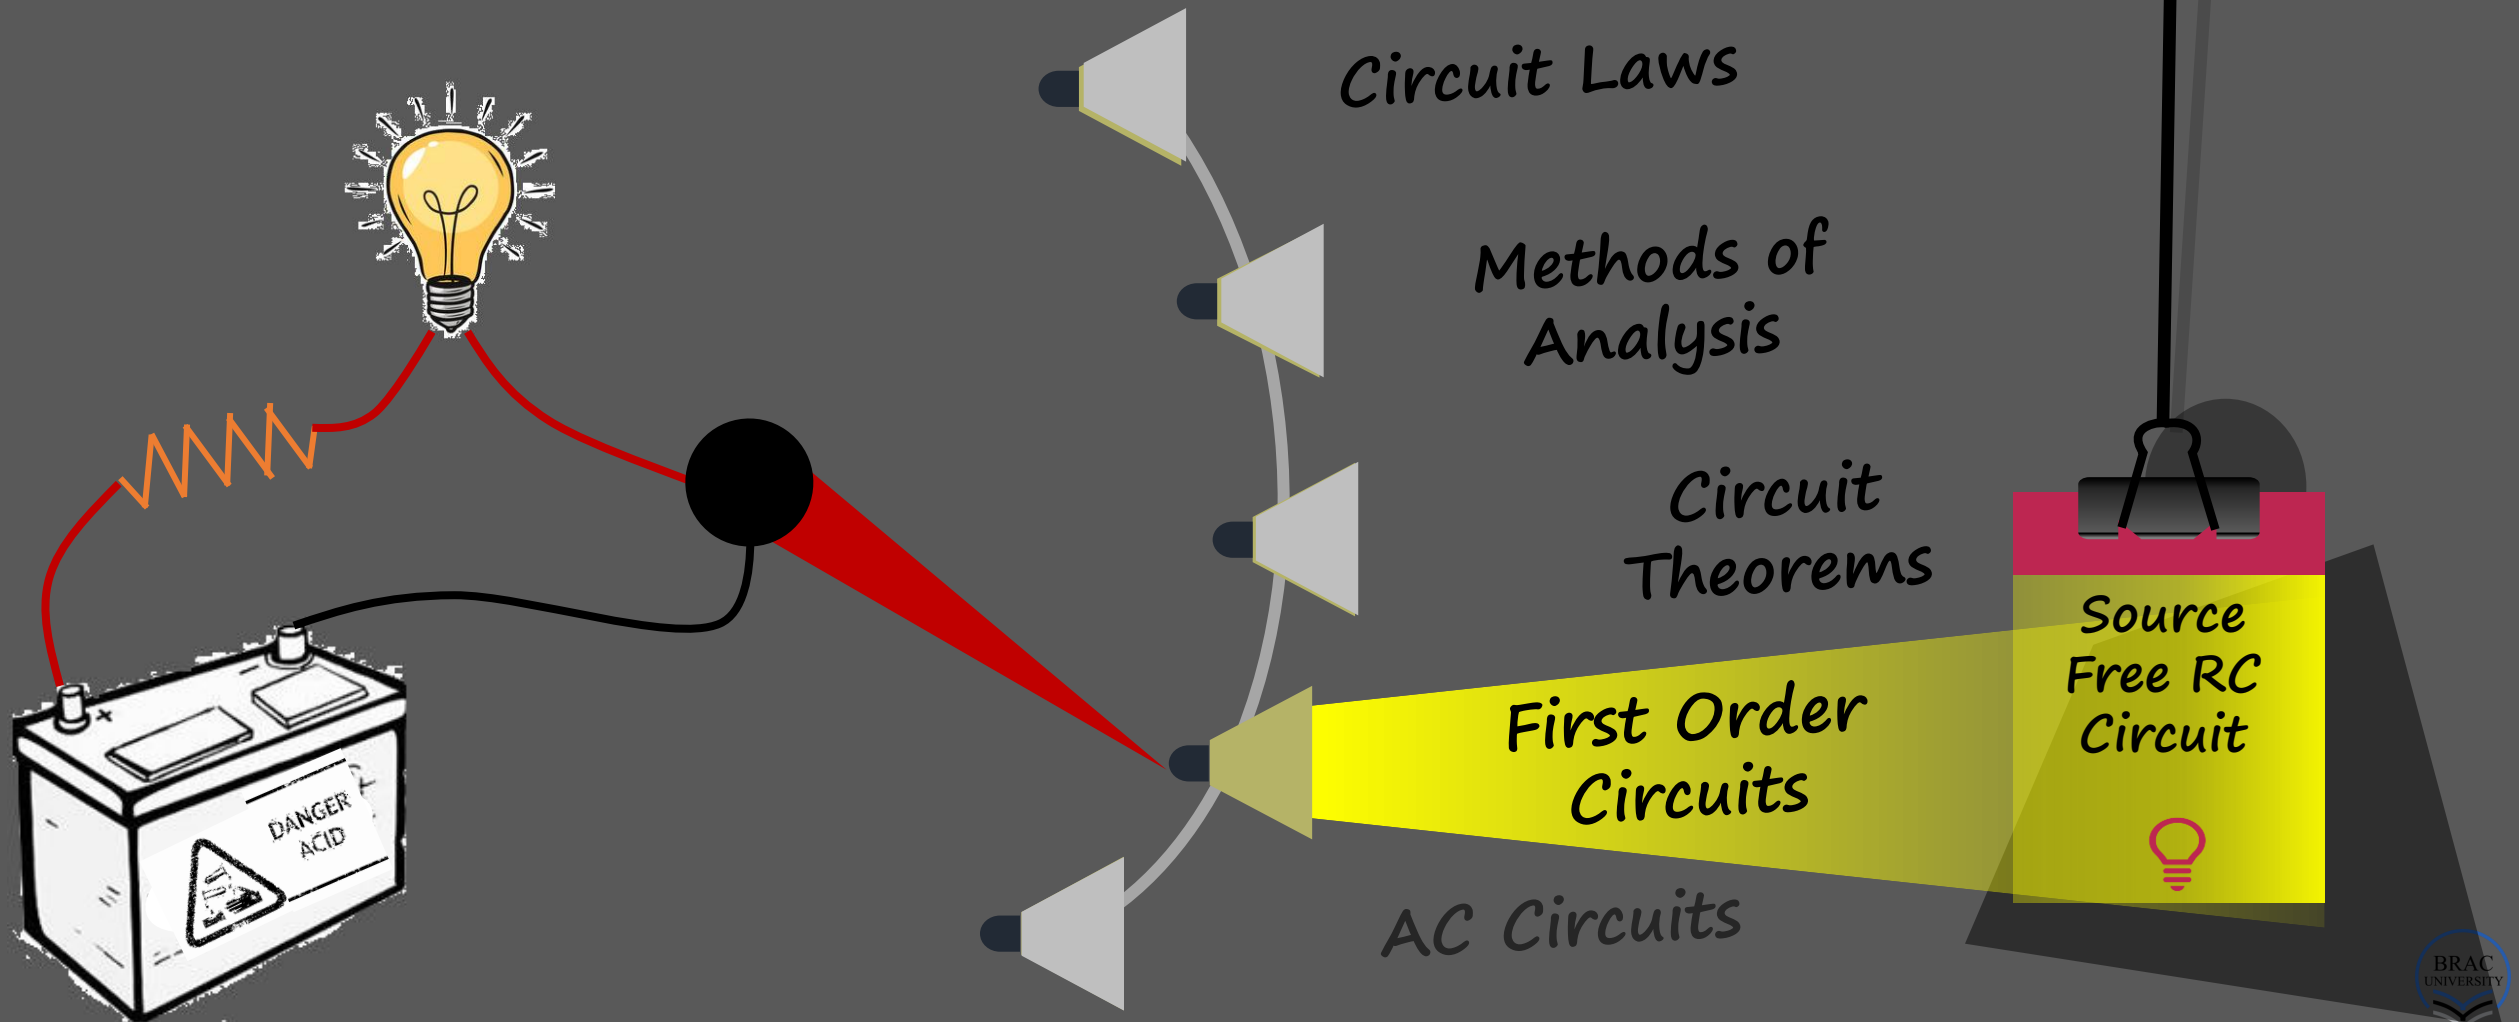 Circuit Laws
Methods of
Analysis
Circuit
Theorems
First Order
Circuits
AC Circuits
Source
Free RC
Circuit
DANGER
ACID
+
BRAC
UNIVERSITY